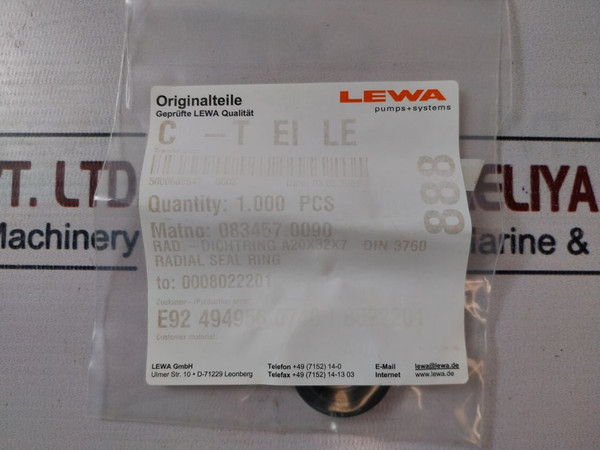 Originalteile
Geprüfte LEWA Qualität
LEWA
pumps+systems
C -T EI LE
888
Quantity: 1.000 PCS
Matno: 083457.0090
RAD.-DICHTRING A20X32X7 DIN 3760
RADIAL SEAL RING
to: 0008022201
E92
LEWA GmbH
Ulmer Str. 10 • D-71229 Leonberg
Telefon +49 (7152) 14-0
Telefax +49 (7152) 14-13 03
E-Mail lewa@lewa.de
Internet www.lewa.de
VT. LTD
Machinery
ELIYA
arine &